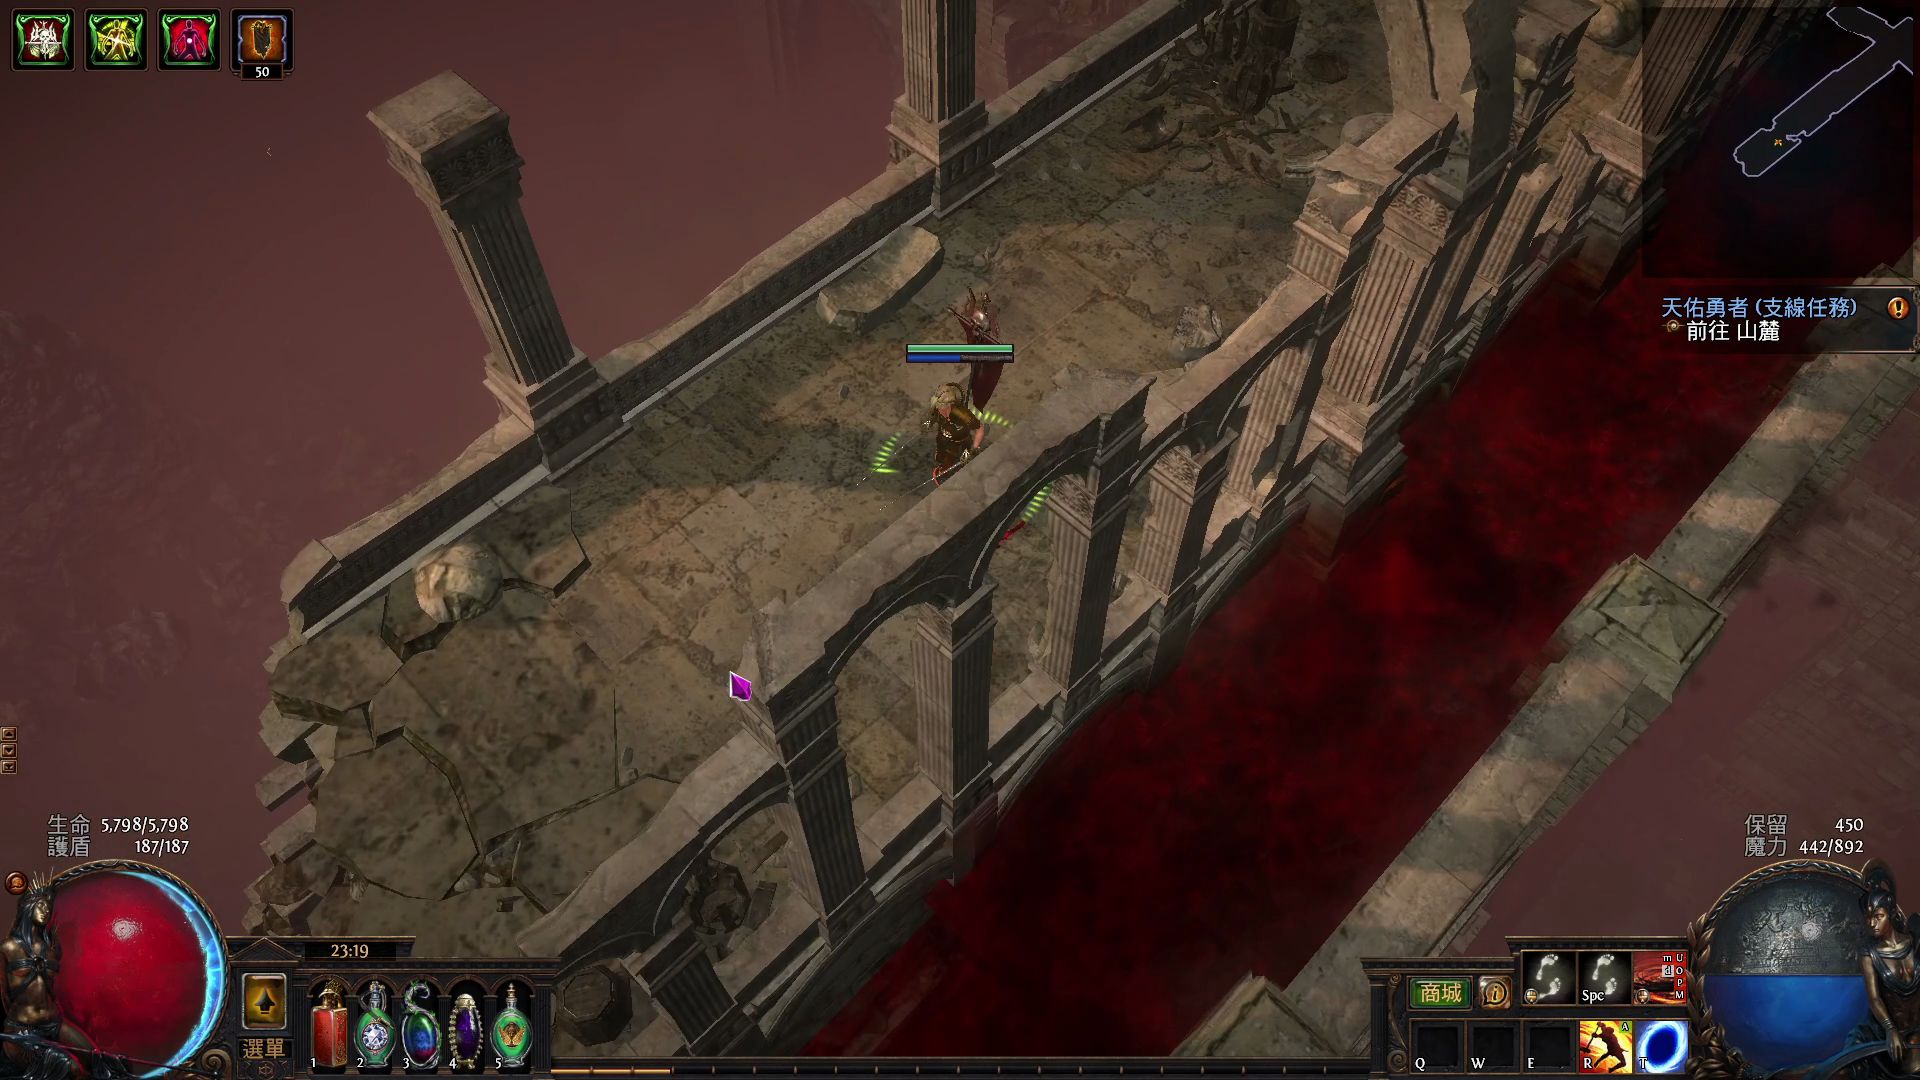 50
天佑勇者 (支線任務)
前往 山麓
生命 5,798/5,798
護盾 187/187
保留 450
魔力 442/892
23:19
選單
1 2 3 4 5
商城
Spc
m U
d O
P
M
Q W E R A T